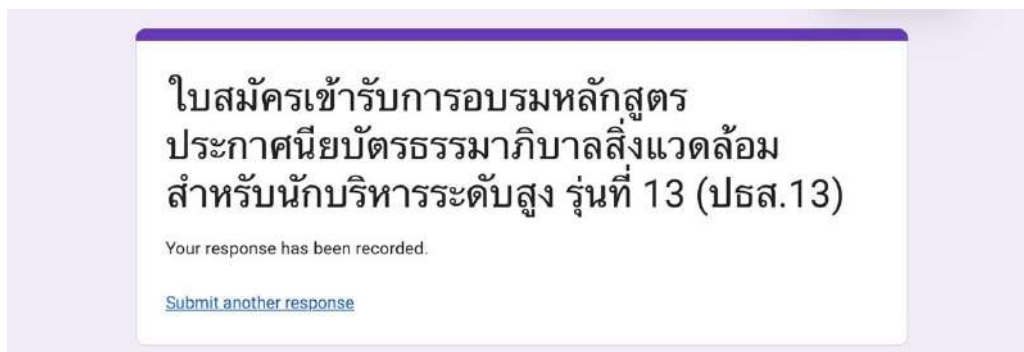 ใบสมัครเข้ารับการอบรมหลักสูตร
ประกาศนียบัตรธรรมาภิบาลสิ่งแวดล้อม
สำหรับนักบริหารระดับสูง รุ่นที่ 13 (ปธส.13)
Your response has been recorded.
Submit another response